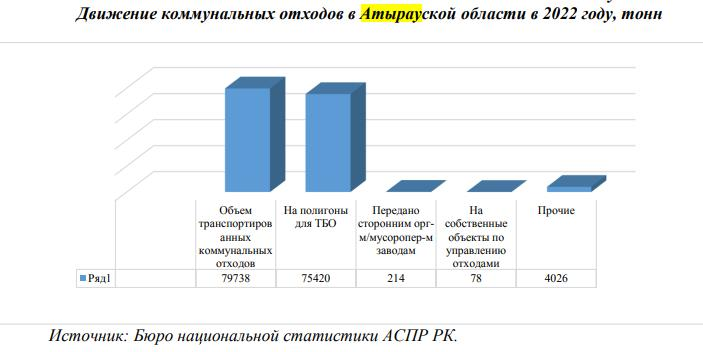 Движение коммунальных отходов в Атырауской области в 2022 году, тонн
Объем
транспортиров
анных
коммунальных
отходов
На полигоны
для ТБО
Передано
сторонним орг-
м/мусоропер-м
заводам
На
собственные
объекты по
управлению
отходами
Прочие
Ряд1 79738 75420 214 78 4026
Источник: Бюро национальной статистики АСПР РК.